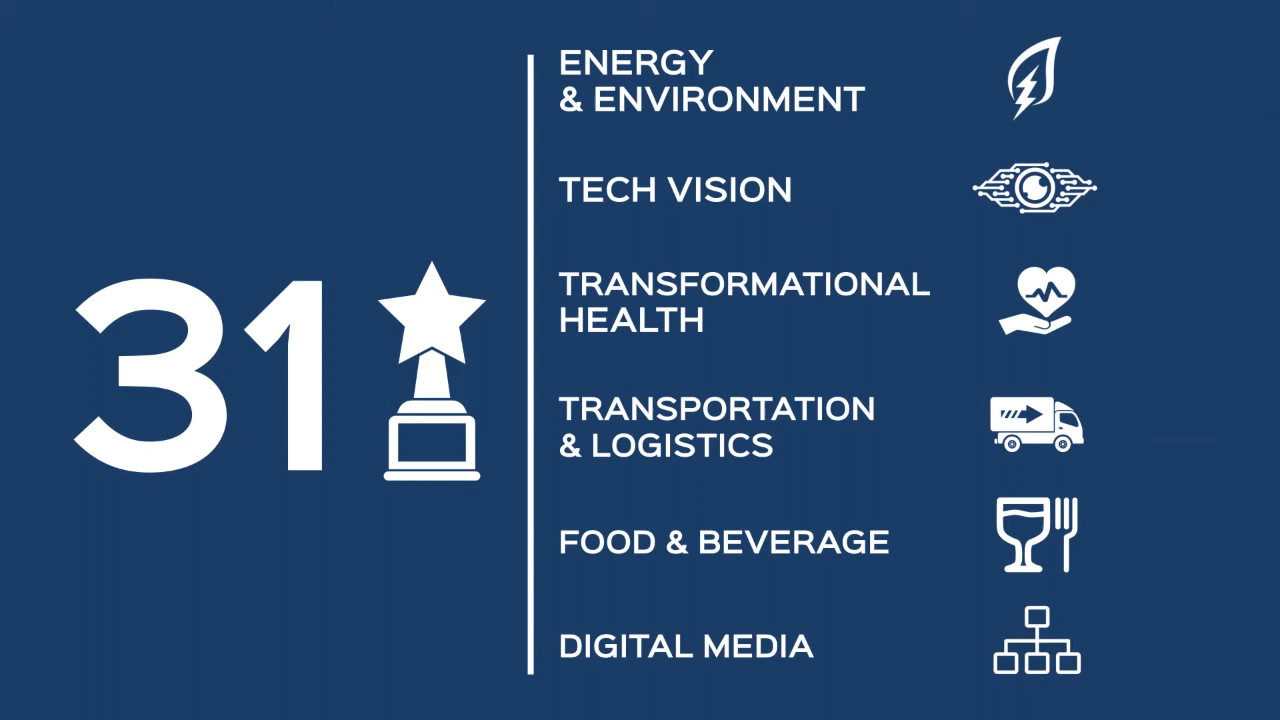 31
ENERGY
& ENVIRONMENT
TECH VISION
TRANSFORMATIONAL
HEALTH
TRANSPORTATION
& LOGISTICS
FOOD & BEVERAGE
DIGITAL MEDIA